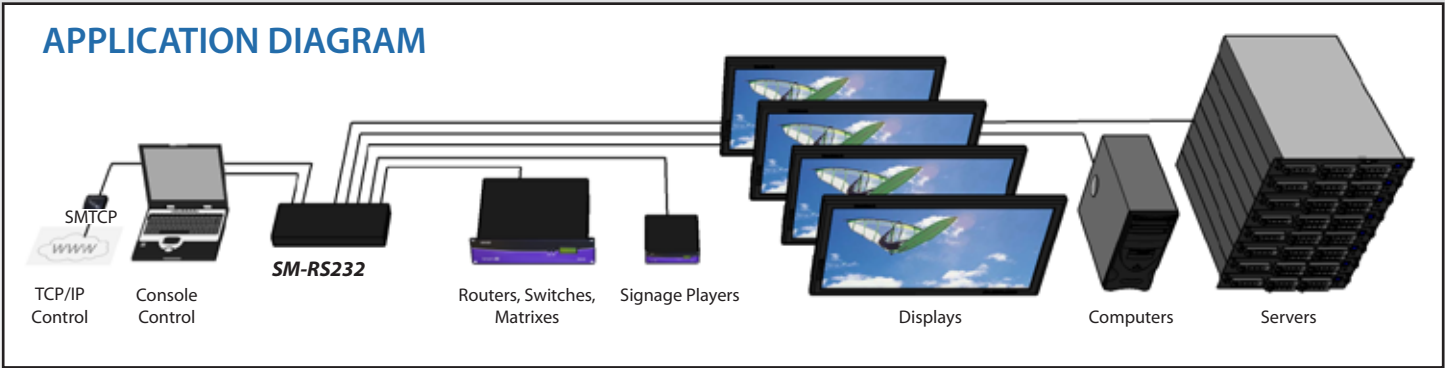 APPLICATION DIAGRAM
SMTCP
WWW
SM-RS232
TCP/IP
Control
Console
Control
Routers, Switches,
Matrixes
Signage Players
Displays
Computers
Servers